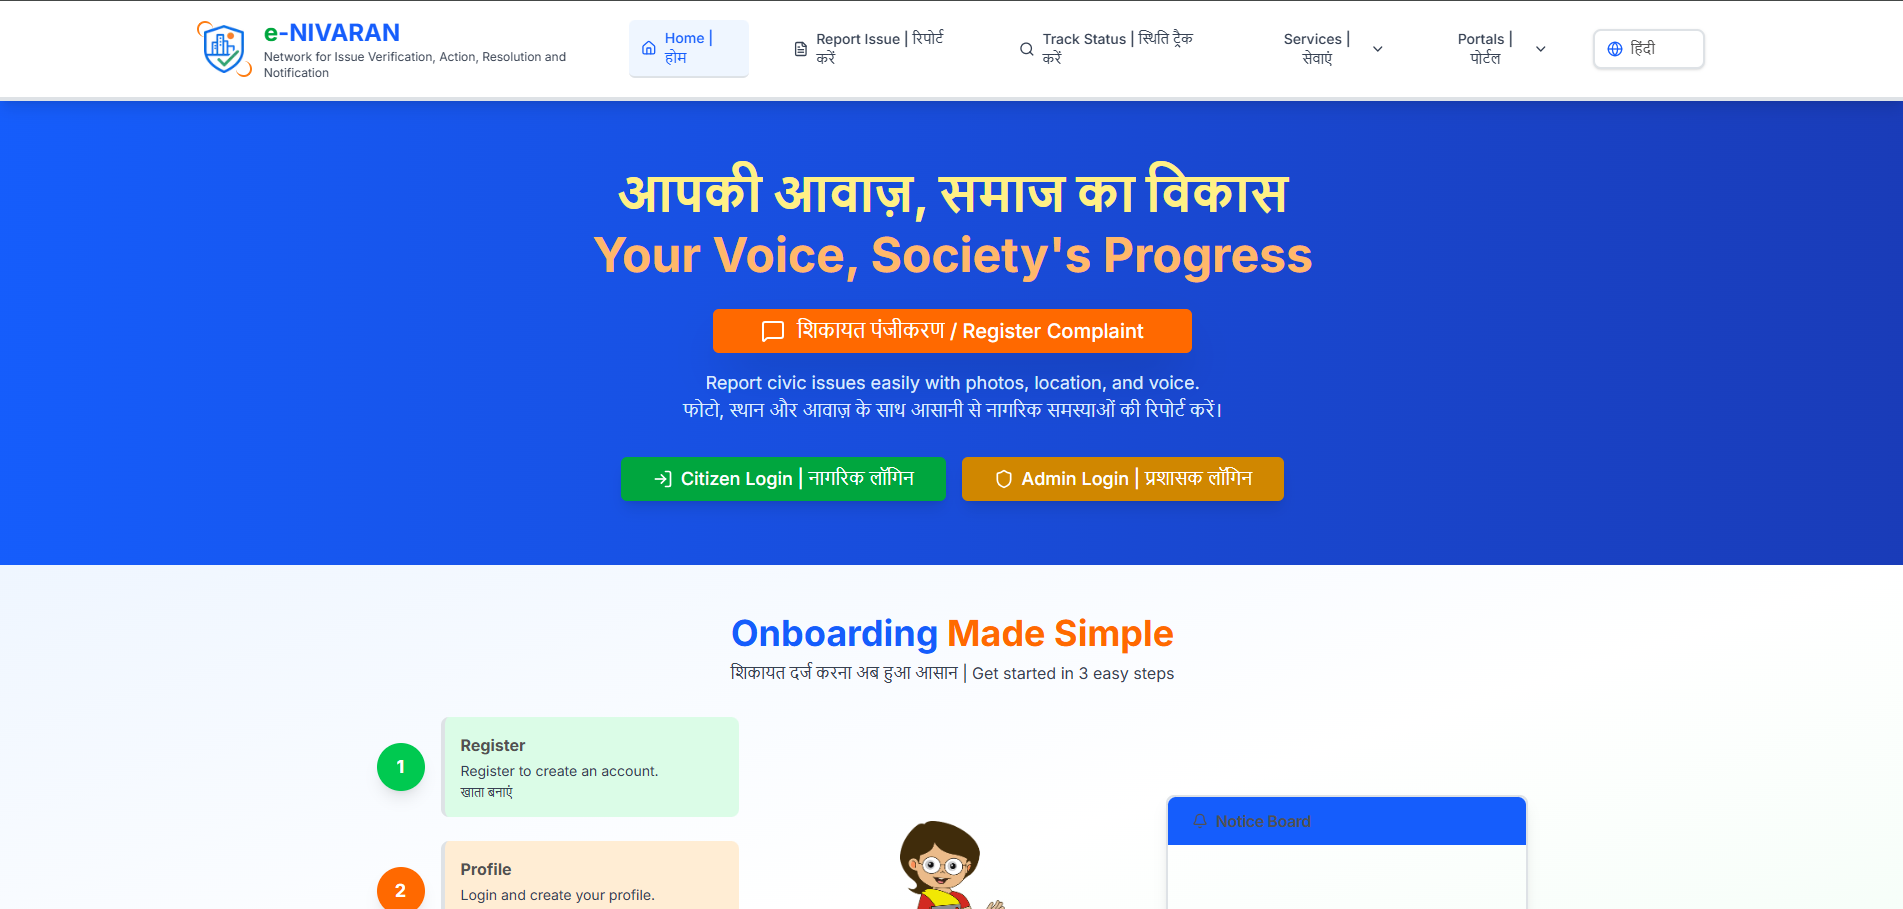 e-NIVARAN
Network for Issue Verification, Action, Resolution and
Notification
Home |
होम
Report Issue | रिपोर्ट
करें
Track Status | स्थिति ट्रैक
करें
Services |
सेवाएं
Portals |
पोर्टल
हिंदी
आपकी आवाज़, समाज का विकास
Your Voice, Society's Progress
शिकायत पंजीकरण / Register Complaint
Report civic issues easily with photos, location, and voice.
फोटो, स्थान और आवाज़ के साथ आसानी से नागरिक समस्याओं की रिपोर्ट करें।
Citizen Login | नागरिक लॉगिन
Admin Login | प्रशासक लॉगिन
Onboarding Made Simple
शिकायत दर्ज करना अब हुआ आसान | Get started in 3 easy steps
1
Register
Register to create an account.
खाता बनाएं
Notice Board
2
Profile
Login and create your profile.